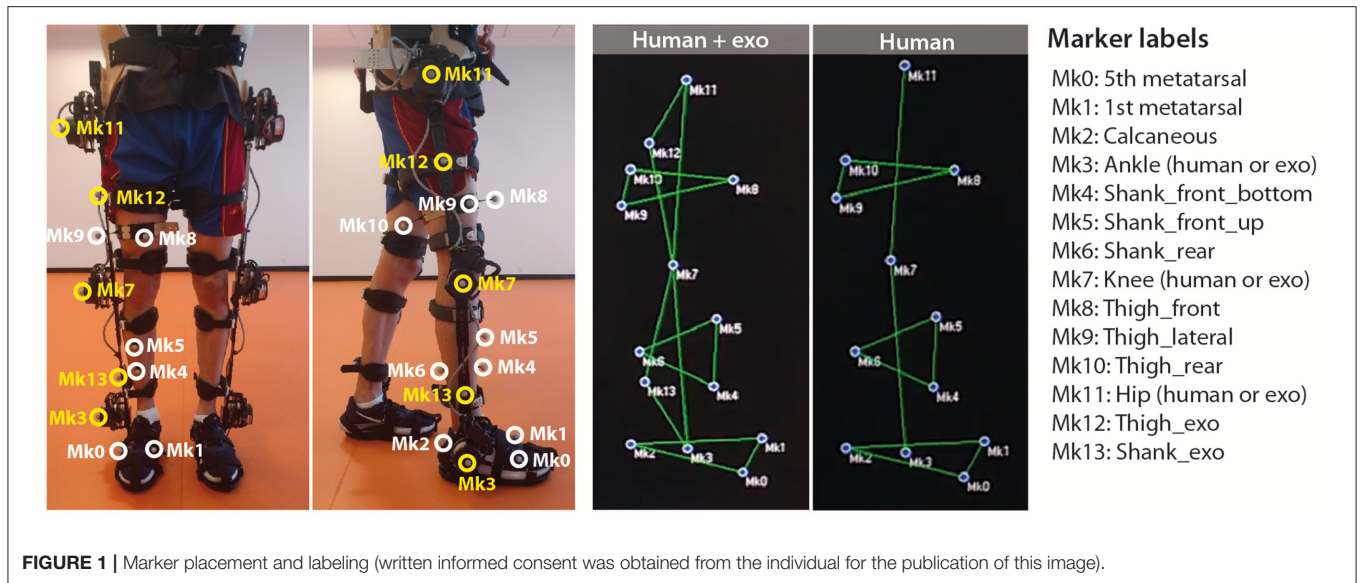 Mk11
Mk12
Mk9
Mk8
Mk7
Mk5
Mk13
Mk4
Mk3
Mk0
Mk1
Mk11
Mk12
Mk9
Mk8
Mk10
Mk7
Mk5
Mk6
Mk4
Mk13
Mk2
Mk1
Mk0
Mk3
Human + exo
Mk11
Mk12
Mk10
Mk8
Mk9
Mk7
Mk5
Mk6
Mk13
Mk4
Mk1
Mk2
Mk3
Mk0
Human
Mk11
Mk10
Mk8
Mk9
Mk7
Mk5
Mk6
Mk4
Mk1
Mk2
Mk3
Mk0
Marker labels
Mk0: 5th metatarsal
Mk1: 1st metatarsal
Mk2: Calcaneous
Mk3: Ankle (human or exo)
Mk4: Shank_front_bottom
Mk5: Shank_front_up
Mk6: Shank_rear
Mk7: Knee (human or exo)
Mk8: Thigh_front
Mk9: Thigh_lateral
Mk10: Thigh_rear
Mk11: Hip (human or exo)
Mk12: Thigh_exo
Mk13: Shank_exo
FIGURE 1 | Marker placement and labeling (written informed consent was obtained from the individual for the publication of this image).